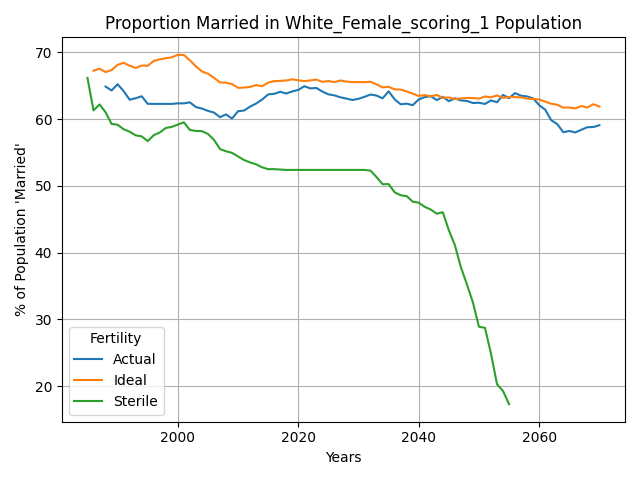 Proportion Married in White_Female_scoring_1 Population
% of Population 'Married'
70
60
50
40
30
20
Fertility
Actual
Ideal
Sterile
2000 2020 2040 2060
Years